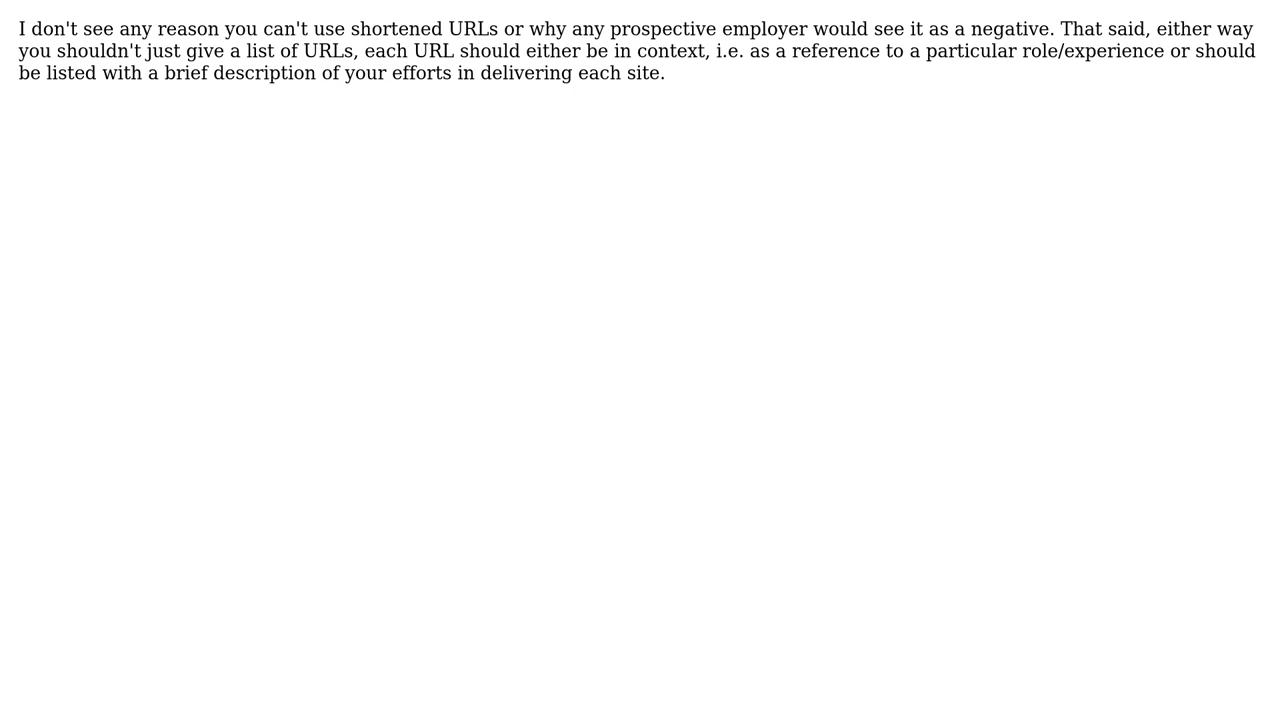 I don't see any reason you can't use shortened URLs or why any prospective employer would see it as a negative. That said, either way
you shouldn't just give a list of URLs, each URL should either be in context, i.e. as a reference to a particular role/experience or should
be listed with a brief description of your efforts in delivering each site.